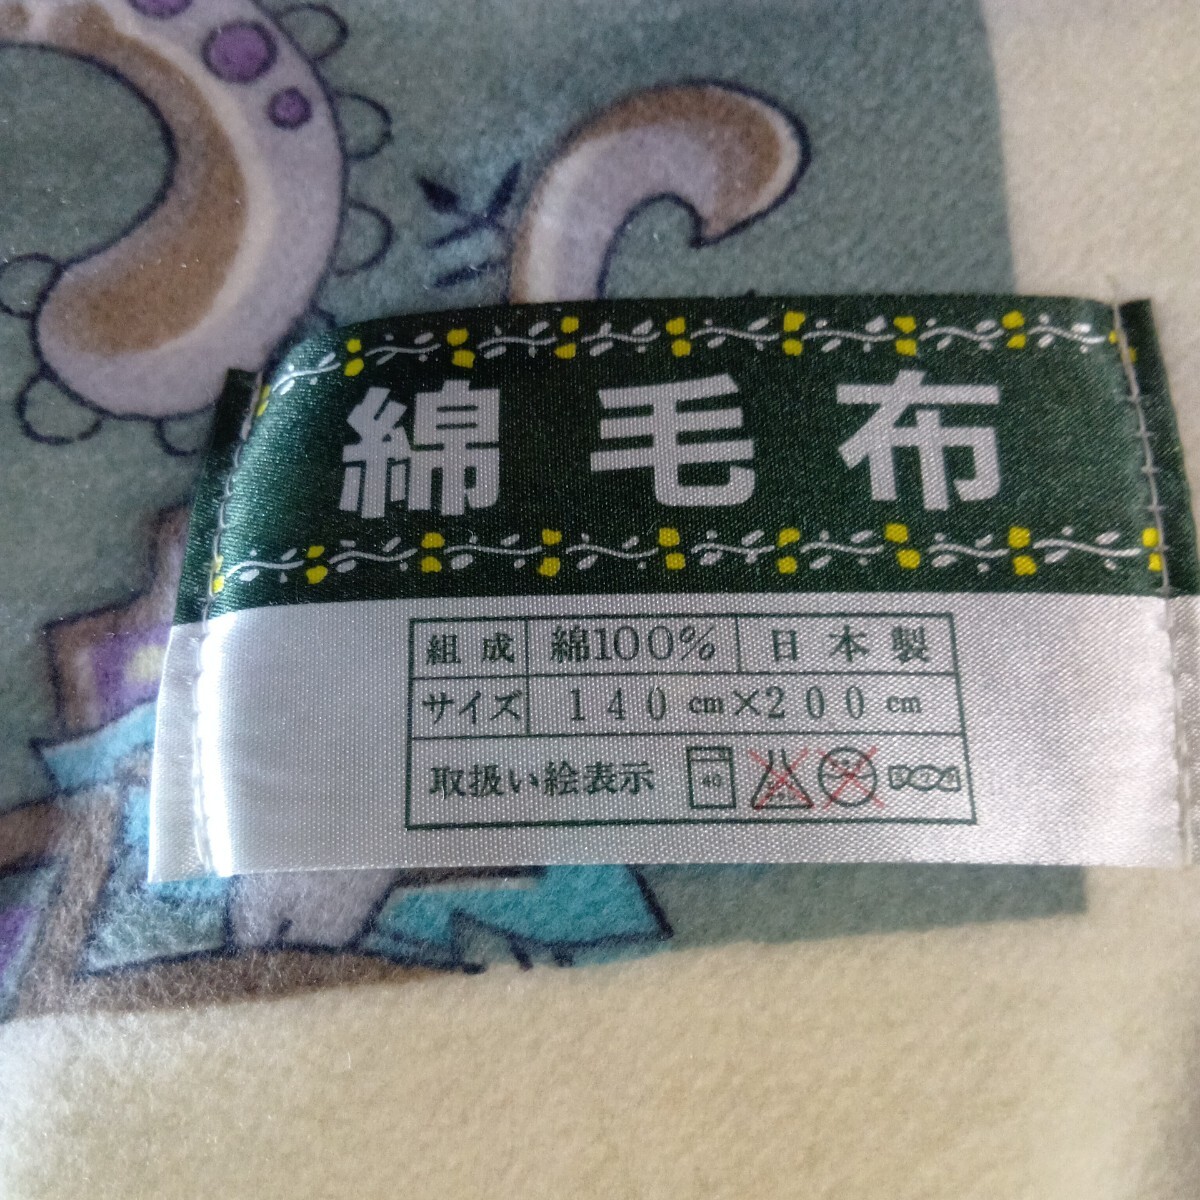 綿毛布
組成 綿100% 日本製
サイズ 140cm×200cm
取扱い絵表示 40